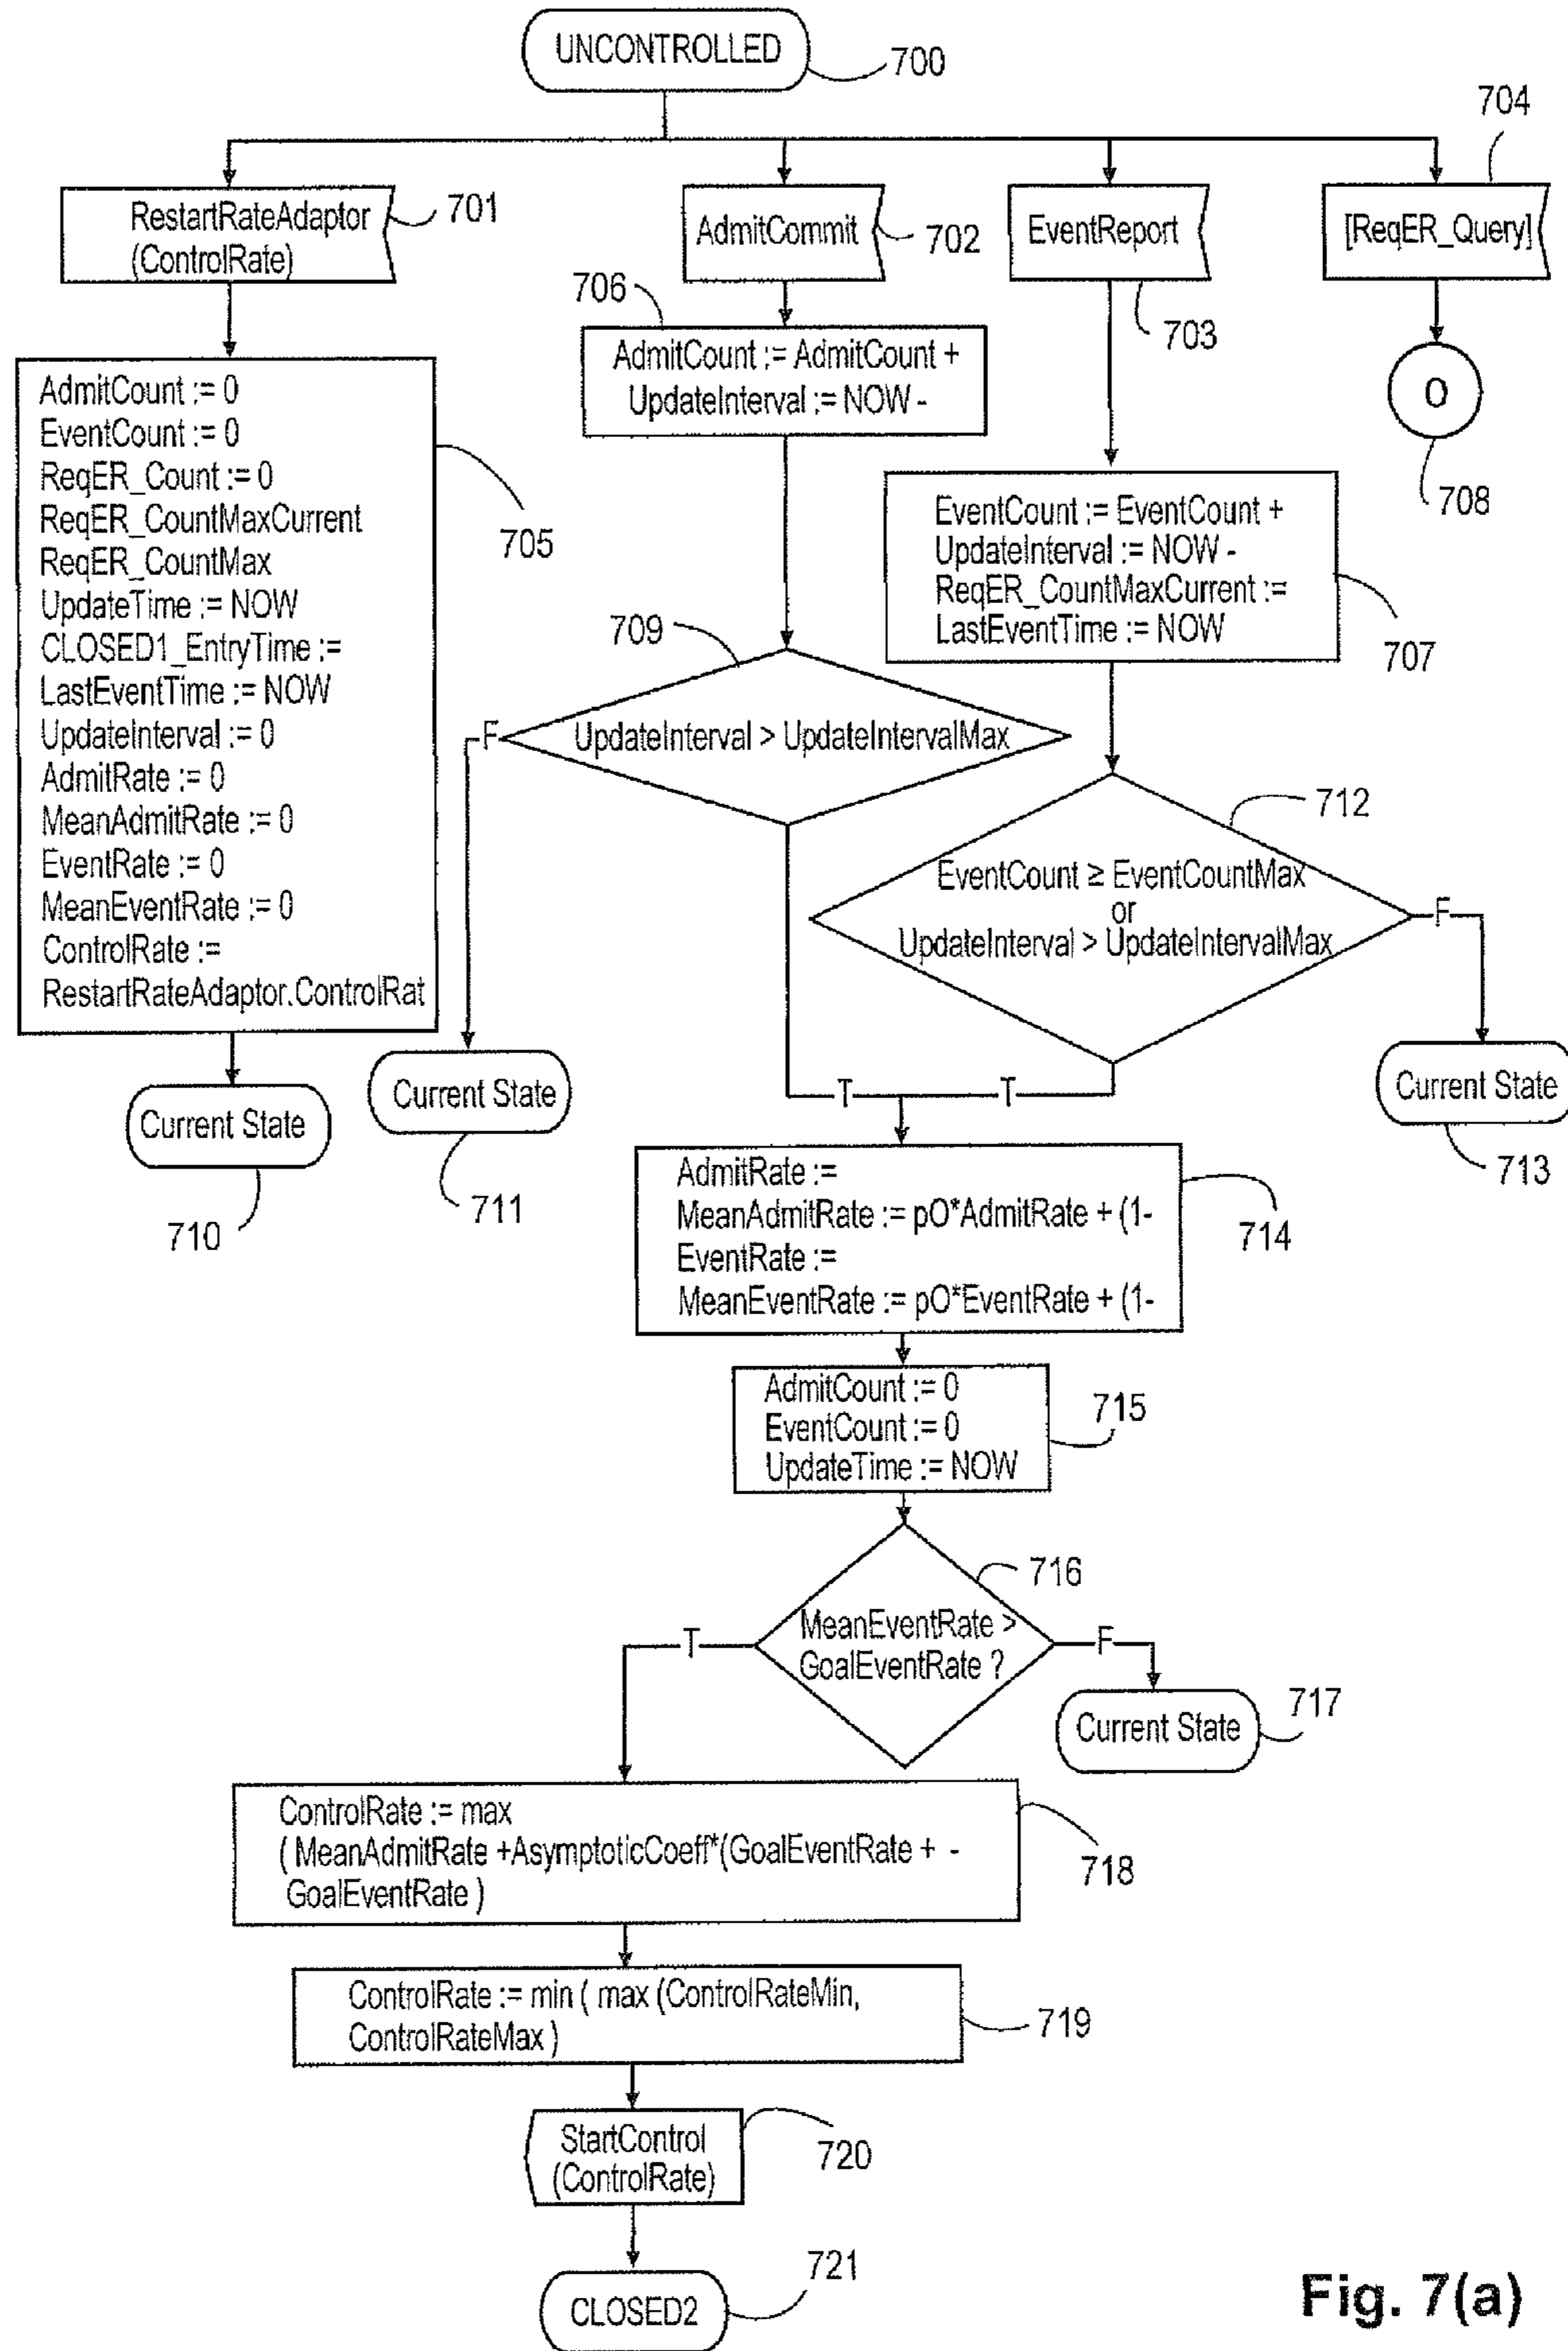 UNCONTROLLED
700
704
RestartRateAdaptor
(ControlRate)
701
AdmitCommit
702
EventReport
703
[ReqER_Query]
706
AdmitCount := AdmitCount +
UpdateInterval := NOW -
O
708
AdmitCount := 0
EventCount := 0
ReqER_Count := 0
ReqER_CountMaxCurrent
ReqER_CountMax
UpdateTime := NOW
CLOSED1_EntryTime :=
LastEventTime := NOW
UpdateInterval := 0
AdmitRate := 0
MeanAdmitRate := 0
EventRate := 0
MeanEventRate := 0
ControlRate :=
RestartRateAdaptor.ControlRat
705
EventCount := EventCount +
UpdateInterval := NOW -
ReqER_CountMaxCurrent :=
LastEventTime := NOW
707
709
F
UpdateInterval > UpdateIntervalMax
712
EventCount ≥ EventCountMax
or
UpdateInterval > UpdateIntervalMax
F
Current State
710
Current State
711
T
T
Current State
713
AdmitRate :=
MeanAdmitRate := pO*AdmitRate + (1-
EventRate :=
MeanEventRate := pO*EventRate + (1-
714
AdmitCount := 0
EventCount := 0
UpdateTime := NOW
715
716
MeanEventRate >
GoalEventRate ?
T
F
Current State
717
ControlRate := max
( MeanAdmitRate +AsymptoticCoeff*(GoalEventRate + -
GoalEventRate )
718
ControlRate := min ( max (ControlRateMin,
ControlRateMax )
719
StartControl
(ControlRate)
720
CLOSED2
721
Fig. 7(a)